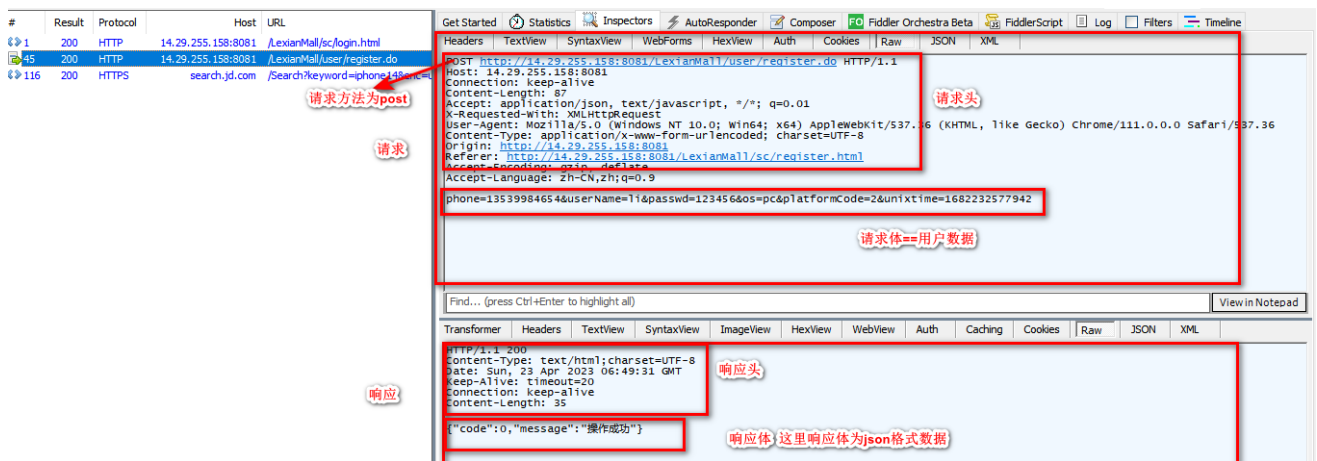 # Result Protocol Host URL
1 200 HTTP 14.29.255.158:8081 /LexianMall/sc/login.html
45 200 HTTP 14.29.255.158:8081 /LexianMall/user/register.do
116 200 HTTPS search.jd.com /Search?keyword=iphone14&enc=u
请求方法为post
请求
响应
Get Started Statistics Inspectors AutoResponder Composer FO Fiddler Orchestra Beta FiddlerScript Log Filters Timeline
Headers TextView SyntaxView WebForms HexView Auth Cookies Raw JSON XML
POST http://14.29.255.158:8081/LexianMall/user/register.do HTTP/1.1
Host: 14.29.255.158:8081
Connection: keep-alive
Content-Length: 87
Accept: application/json, text/javascript, */*; q=0.01
X-Requested-With: XMLHttpRequest
User-Agent: Mozilla/5.0 (Windows NT 10.0; Win64; x64) AppleWebKit/537.36 (KHTML, like Gecko) Chrome/111.0.0.0 Safari/537.36
Content-Type: application/x-www-form-urlencoded; charset=UTF-8
Origin: http://14.29.255.158:8081
Referer: http://14.29.255.158:8081/LexianMall/sc/register.html
Accept-Encoding: gzip, deflate
Accept-Language: zh-CN,zh;q=0.9
请求头
phone=13539984654&userName=li&passwd=123456&os=pc&platformCode=2&unixtime=1682232577942
请求体==用户数据
Find... (press Ctrl+Enter to highlight all) View in Notepad
Transformer Headers TextView SyntaxView ImageView HexView WebView Auth Caching Cookies Raw JSON XML
HTTP/1.1 200
Content-Type: text/html;charset=UTF-8
Date: Sun, 23 Apr 2023 06:49:31 GMT
Keep-Alive: timeout=20
Connection: keep-alive
Content-Length: 35
响应头
{"code":0,"message":"操作成功"}
响应体 这里响应体为json格式数据